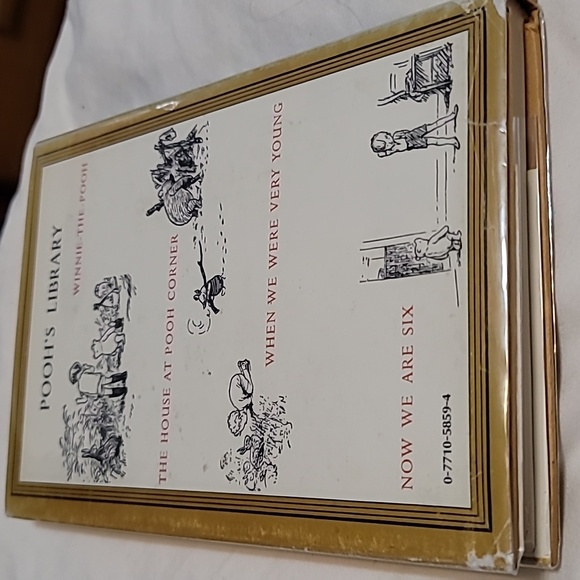 POOH'S LIBRARY
WINNIE-THE-POOH
THE HOUSE AT POOH CORNER
WHEN WE WERE VERY YOUNG
NOW WE ARE SIX
0-7710-5859-4